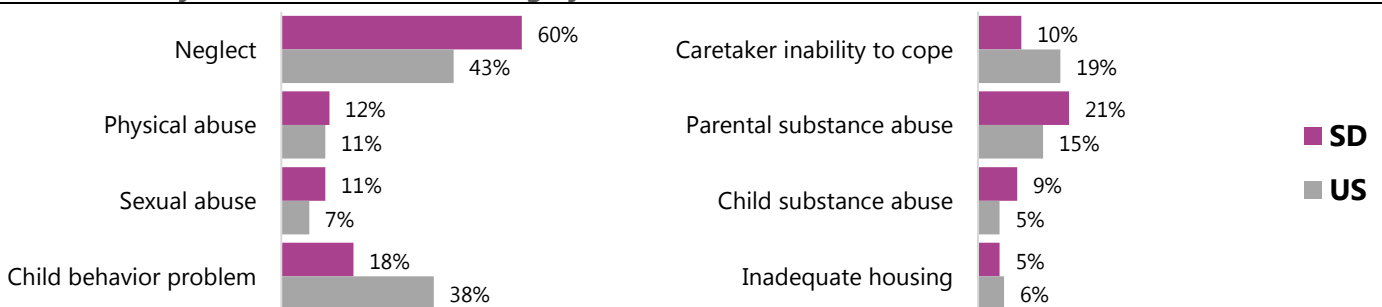 Neglect
60%
43%
Physical abuse
12%
11%
Sexual abuse
11%
7%
Child behavior problem
18%
38%
Caretaker inability to cope
10%
19%
Parental substance abuse
21%
15%
Child substance abuse
9%
5%
Inadequate housing
5%
6%
SD
US